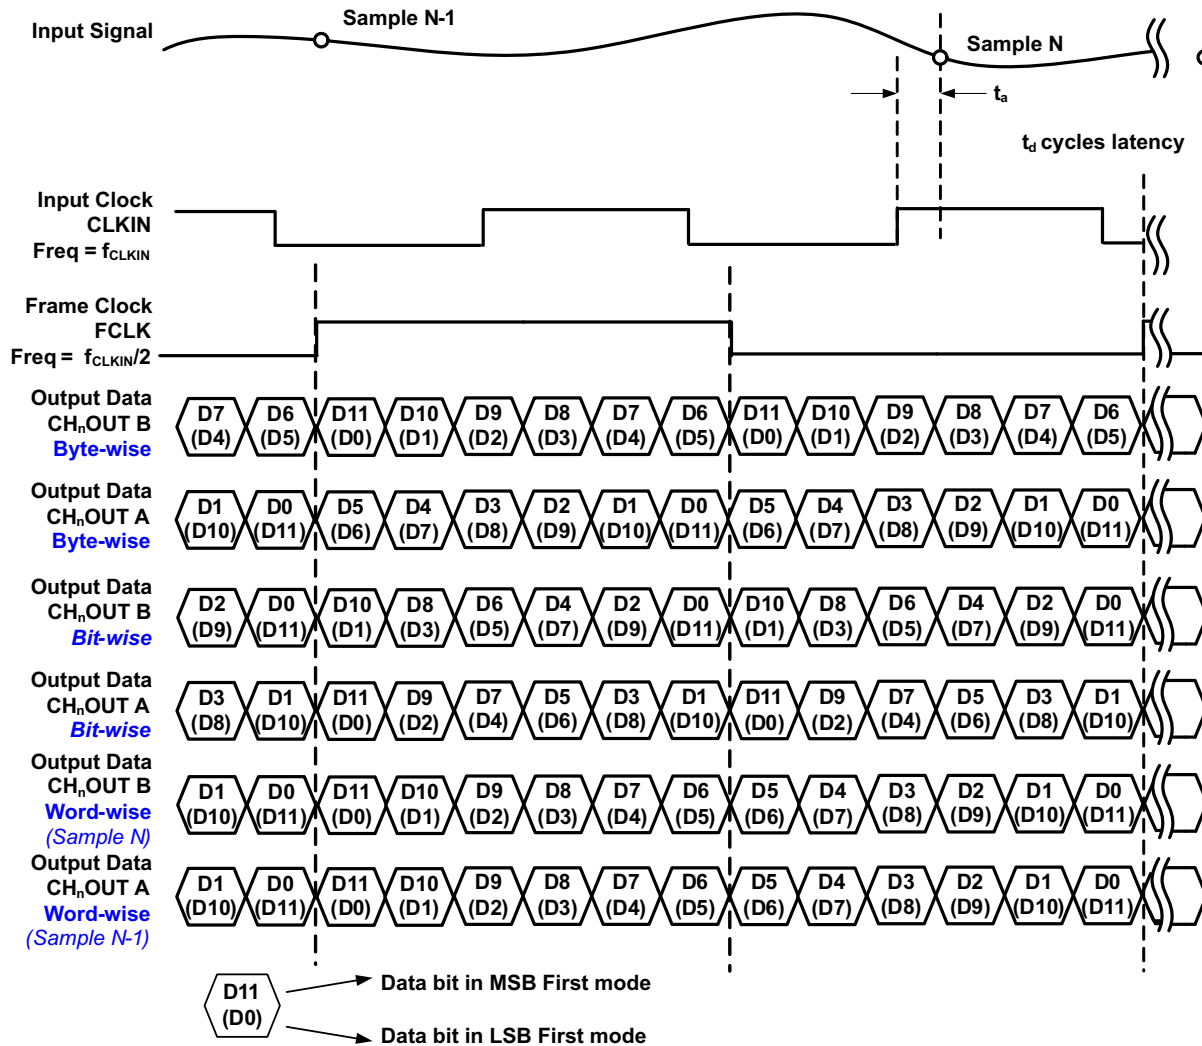 Input Signal
Sample N-1
Sample N
ta
td cycles latency
Input Clock
CLKIN
Freq = fCLKIN
Frame Clock
FCLK
Freq = fCLKIN/2
Output Data
CHnOUT B
Byte-wise
D7 D6 D11 D10 D9 D8 D7 D6 D11 D10 D9 D8 D7 D6
(D4) (D5) (D0) (D1) (D2) (D3) (D4) (D5) (D0) (D1) (D2) (D3) (D4) (D5)
Output Data
CHnOUT A
Byte-wise
D1 D0 D5 D4 D3 D2 D1 D0 D5 D4 D3 D2 D1 D0
(D10) (D11) (D6) (D7) (D8) (D9) (D10) (D11) (D6) (D7) (D8) (D9) (D10) (D11)
Output Data
CHnOUT B
Bit-wise
D2 D0 D10 D8 D6 D4 D2 D0 D10 D8 D6 D4 D2 D0
(D9) (D11) (D1) (D3) (D5) (D7) (D9) (D11) (D1) (D3) (D5) (D7) (D9) (D11)
Output Data
CHnOUT A
Bit-wise
D3 D1 D11 D9 D7 D5 D3 D1 D11 D9 D7 D5 D3 D1
(D8) (D10) (D0) (D2) (D4) (D6) (D8) (D10) (D0) (D2) (D4) (D6) (D8) (D10)
Output Data
CHnOUT B
Word-wise
(Sample N)
D1 D0 D11 D10 D9 D8 D7 D6 D5 D4 D3 D2 D1 D0
(D10) (D11) (D0) (D1) (D2) (D3) (D4) (D5) (D6) (D7) (D8) (D9) (D10) (D11)
Output Data
CHnOUT A
Word-wise
(Sample N-1)
D1 D0 D11 D10 D9 D8 D7 D6 D5 D4 D3 D2 D1 D0
(D10) (D11) (D0) (D1) (D2) (D3) (D4) (D5) (D6) (D7) (D8) (D9) (D10) (D11)
D11
(D0)
Data bit in MSB First mode
Data bit in LSB First mode